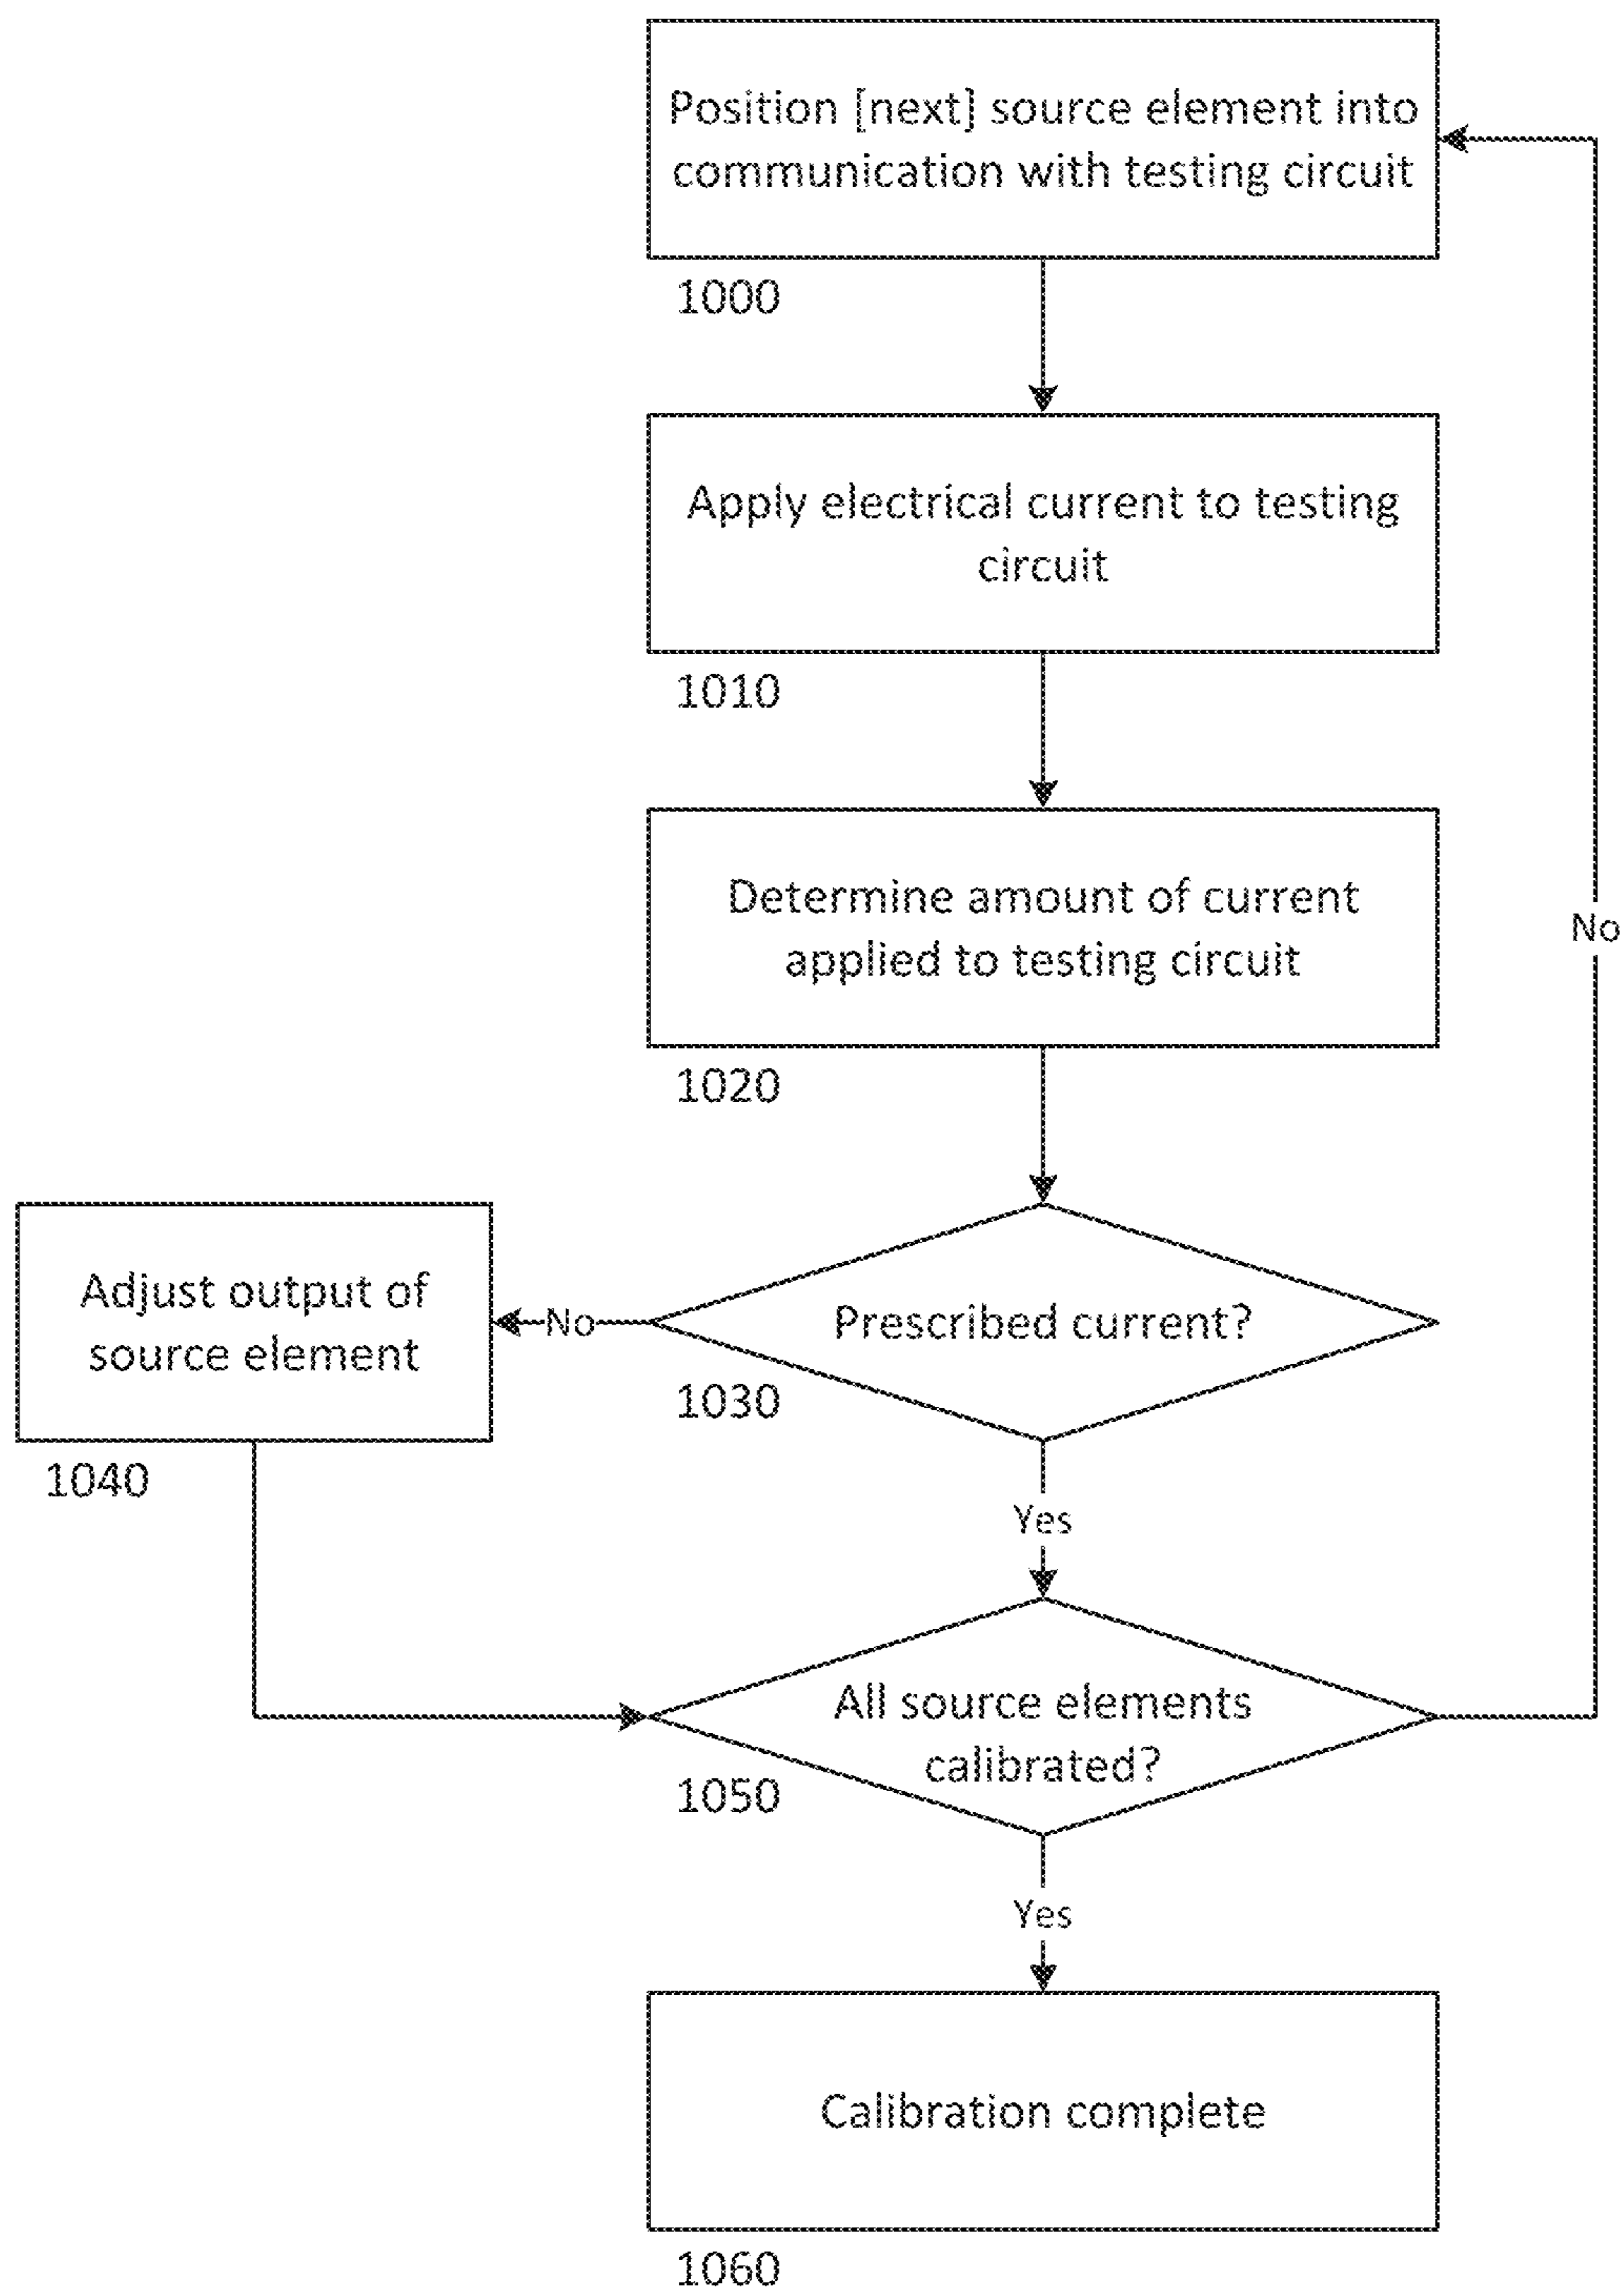 Position [next] source element into
communication with testing circuit
1000
Apply electrical current to testing
circuit
1010
Determine amount of current
applied to testing circuit
No
1020
Adjust output of
source element
No
Prescribed current?
1030
1040
Yes
All source elements
calibrated?
1050
Yes
Calibration complete
1060